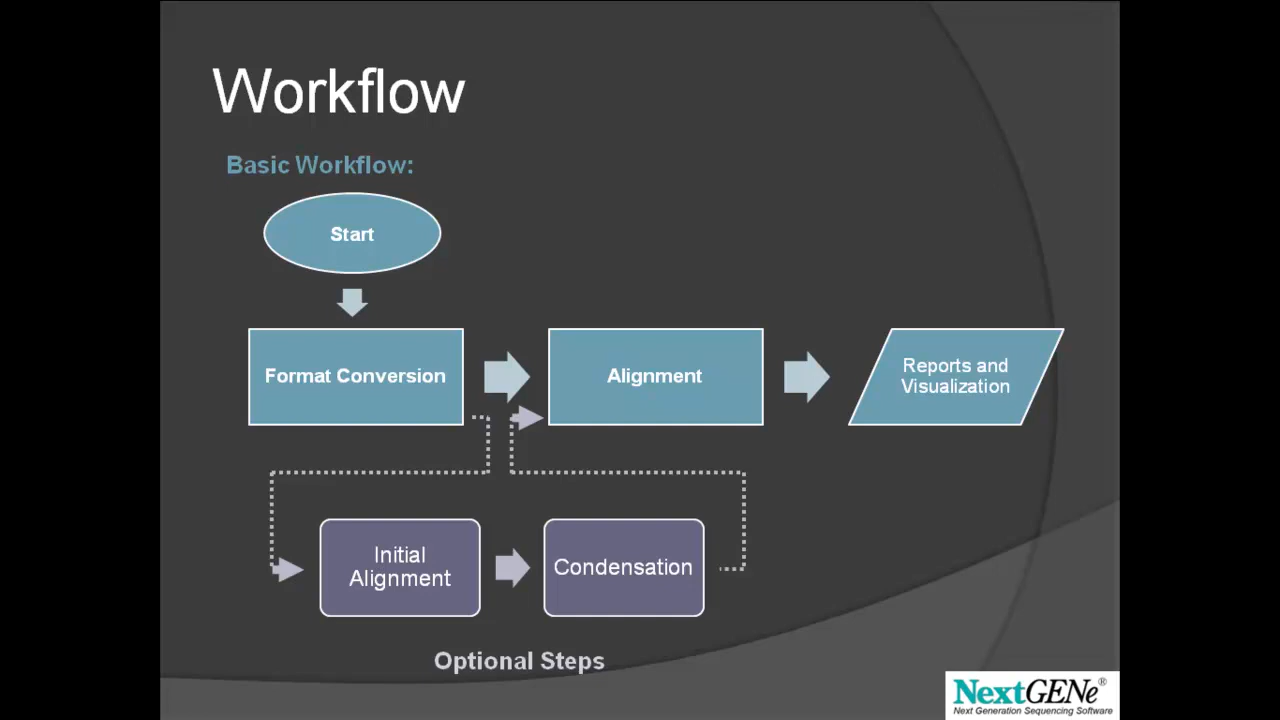 Workflow
Basic Workflow:
Start
Format Conversion
Alignment
Reports and
Visualization
Initial
Alignment
Condensation
Optional Steps
NextGENe®
Next Generation Sequencing Software